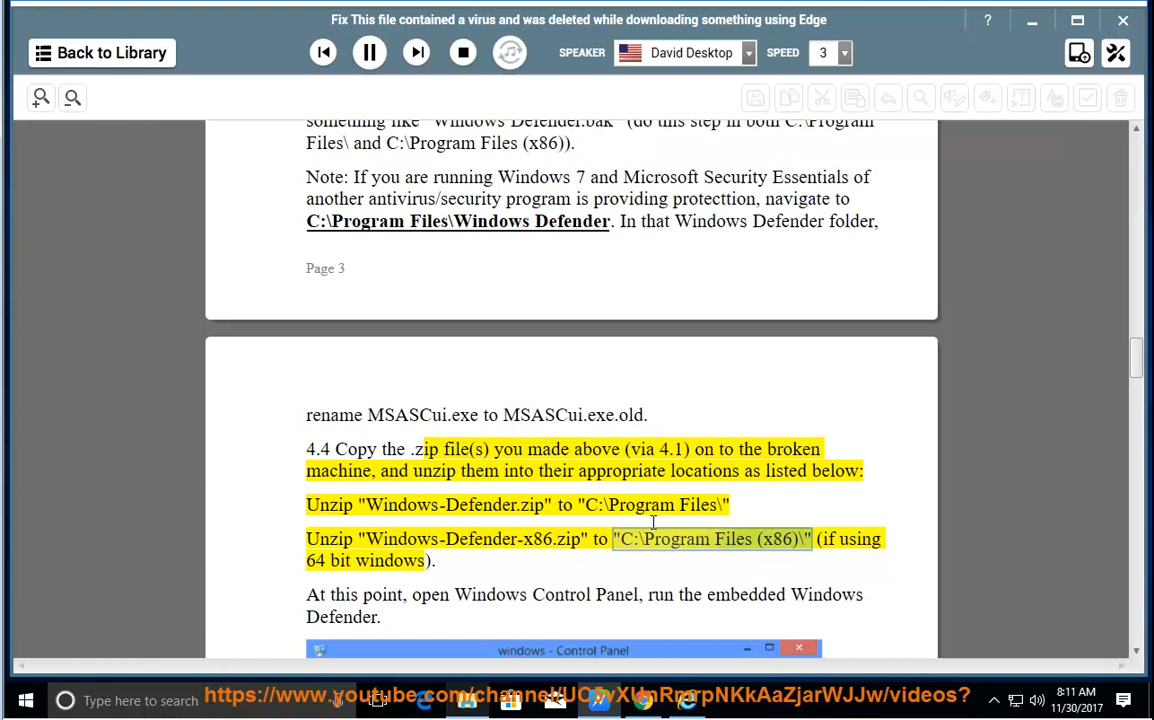 Fix This file contained a virus and was deleted while downloading something using Edge
?
Back to Library
SPEAKER
David Desktop
SPEED
3
something like "Windows Defender.bak" (do this step in both C:\Program
Files\ and C:\Program Files (x86)).
Note: If you are running Windows 7 and Microsoft Security Essentials of
another antivirus/security program is providing protecttion, navigate to
C:\Program Files\Windows Defender. In that Windows Defender folder,
Page 3
rename MSASCui.exe to MSASCui.exe.old.
4.4 Copy the .zip file(s) you made above (via 4.1) on to the broken
machine, and unzip them into their appropriate locations as listed below:
Unzip "Windows-Defender.zip" to "C:\Program Files\"
Unzip "Windows-Defender-x86.zip" to "C:\Program Files (x86)\" (if using
64 bit windows).
At this point, open Windows Control Panel, run the embedded Windows
Defender.
windows - Control Panel
Type here to search
8:11 AM
11/30/2017